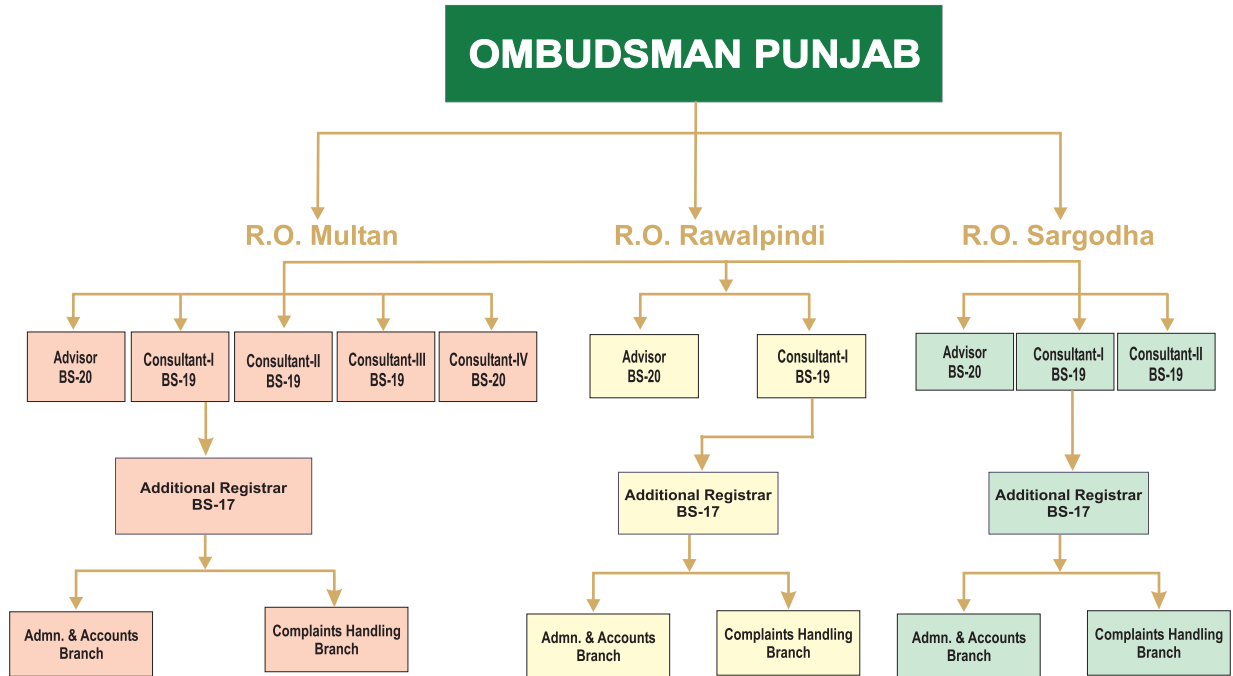 OMBUDSMAN PUNJAB
R.O. Multan
R.O. Rawalpindi
R.O. Sargodha
Advisor
BS-20
Consultant-I
BS-19
Consultant-II
BS-19
Consultant-III
BS-19
Consultant-IV
BS-20
Advisor
BS-20
Consultant-I
BS-19
Advisor
BS-20
Consultant-I
BS-19
Consultant-II
BS-19
Additional Registrar
BS-17
Additional Registrar
BS-17
Additional Registrar
BS-17
Admn. & Accounts
Branch
Complaints Handling
Branch
Admn. & Accounts
Branch
Complaints Handling
Branch
Admn. & Accounts
Branch
Complaints Handling
Branch